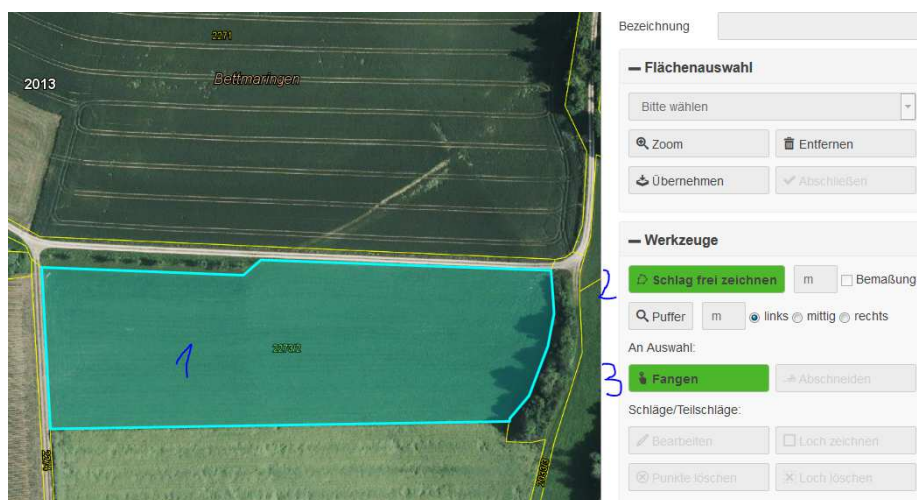 Bezeichnung
2271
Bettmaringen
2013
Flächenauswahl
Bitte wählen
Zoom
Entfernen
Übernehmen
Abschließen
Werkzeuge
2
Schlag frei zeichnen
m
Bemaßung
Puffer
m
links
mittig
rechts
1
2273/2
An Auswahl:
3
Fangen
Abschneiden
Schläge/Teilschläge:
Bearbeiten
Loch zeichnen
Punkte löschen
Loch löschen